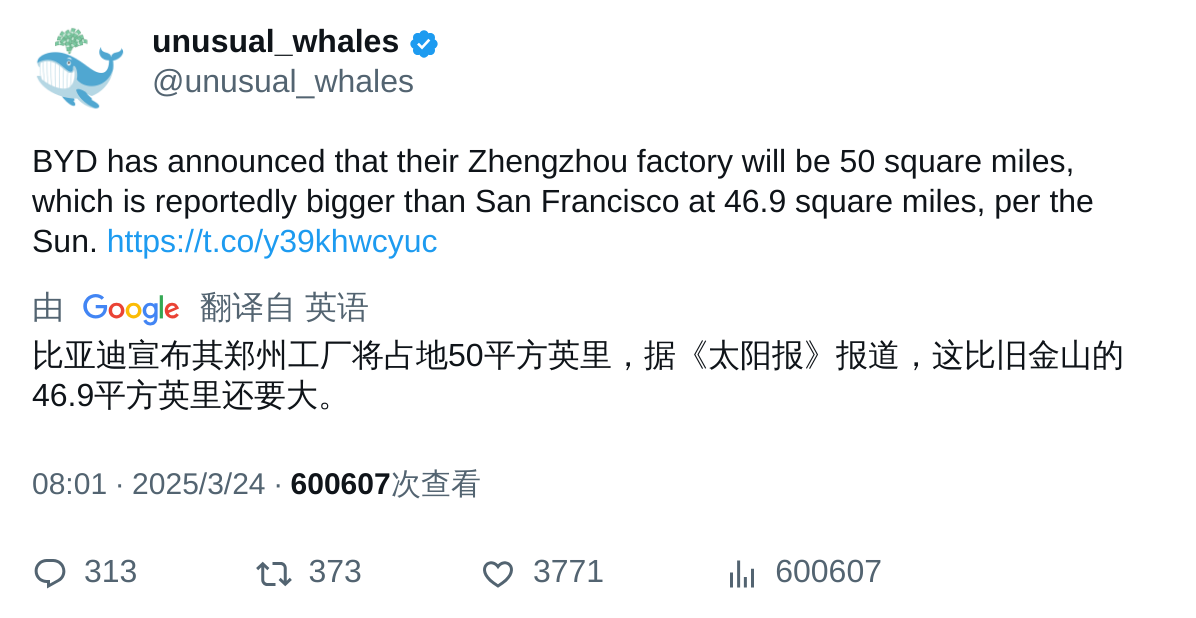 unusual_whales
@unusual_whales
BYD has announced that their Zhengzhou factory will be 50 square miles,
which is reportedly bigger than San Francisco at 46.9 square miles, per the
Sun. https://t.co/y39khwcyuc
由 Google 翻译自 英语
比亚迪宣布其郑州工厂将占地50平方英里，据《太阳报》报道，这比旧金山的
46.9平方英里还要大。
08:01 · 2025/3/24 · 600607次查看
313 373 3771 600607